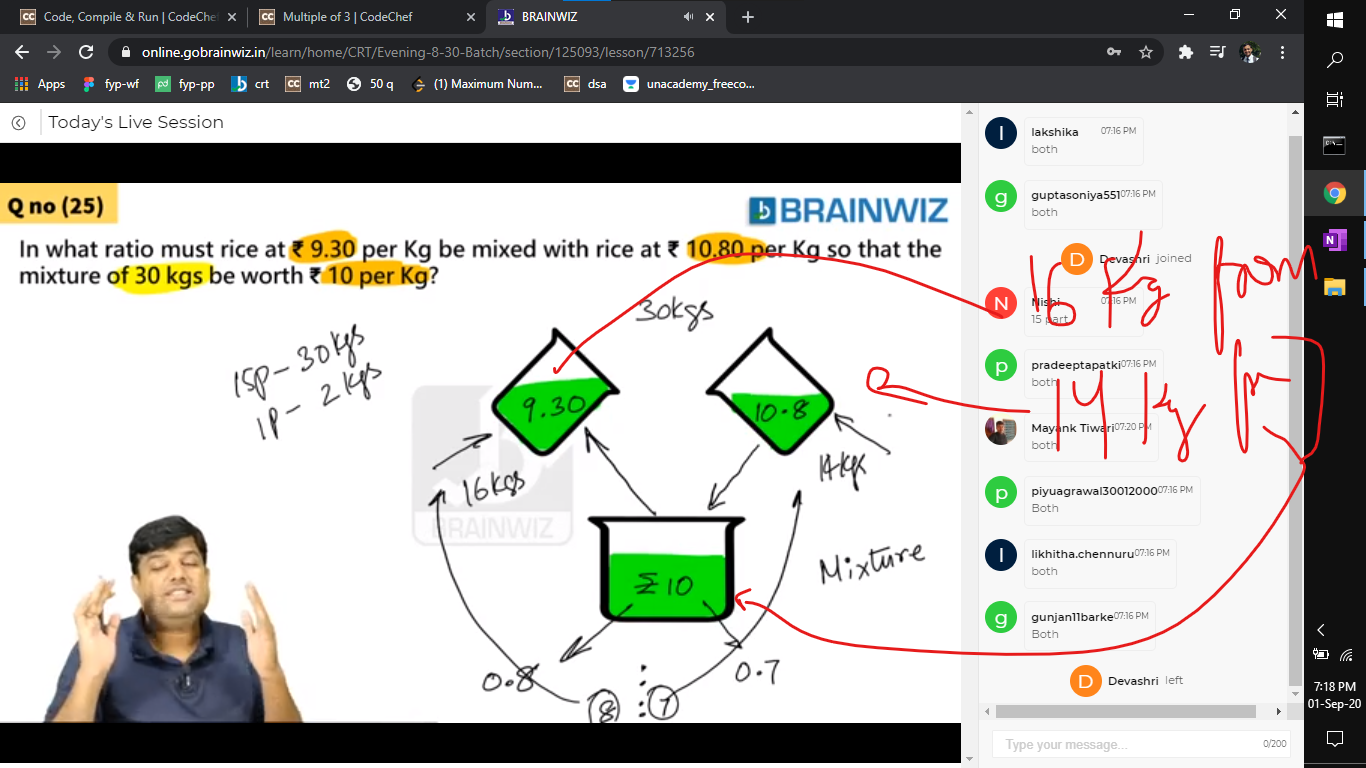 Code, Compile & Run | CodeChef
Multiple of 3 | CodeChef
BRAINWIZ
online.gobrainwiz.in/learn/home/CRT/Evening-8-30-Batch/section/125093/lesson/713256
Apps
fyp-wf
fyp-pp
crt
mt2
50 q
(1) Maximum Num...
dsa
unacademy_freeco...
Today's Live Session
Q no (25)
BRAINWIZ
In what ratio must rice at ₹ 9.30 per Kg be mixed with rice at ₹ 10.80 per Kg so that the
mixture of 30 kgs be worth ₹ 10 per Kg?
30kgs
15p - 30kgs
1p - 2kgs
9.30
10.8
16kgs
14kgs
BRAINWIZ
₹10
Mixture
0.8
0.7
8 : 7
lakshika 07:16 PM
both
guptasoniya551 07:16 PM
both
Devashri joined
Nishi 07:16 PM
15 part
pradeeptapatki 07:16 PM
both
Mayank Tiwari 07:20 PM
both
piyuagrawal30012000 07:16 PM
Both
likhitha.chennuru 07:16 PM
both
gunjan11barke 07:16 PM
Both
Devashri left
16 Kg from
14 kg
Type your message...
0/200
7:18 PM
01-Sep-20